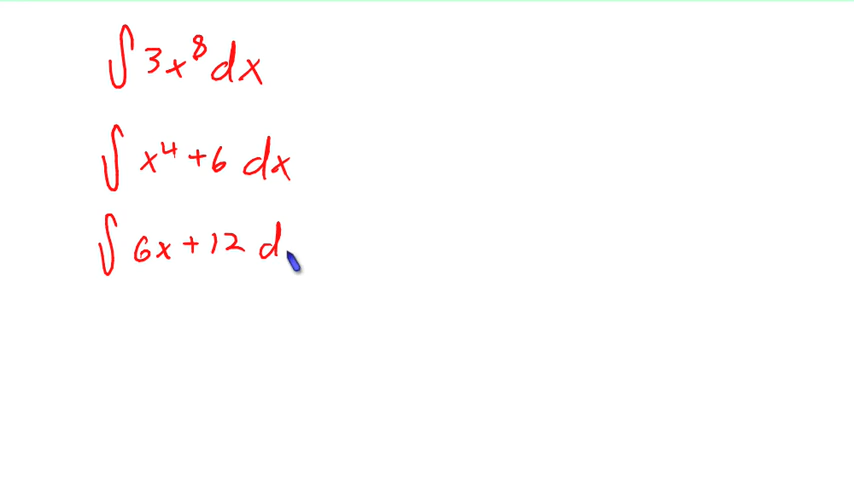 ∫ 3x⁸ dx
∫ x⁴ + 6 dx
∫ 6x + 12 d